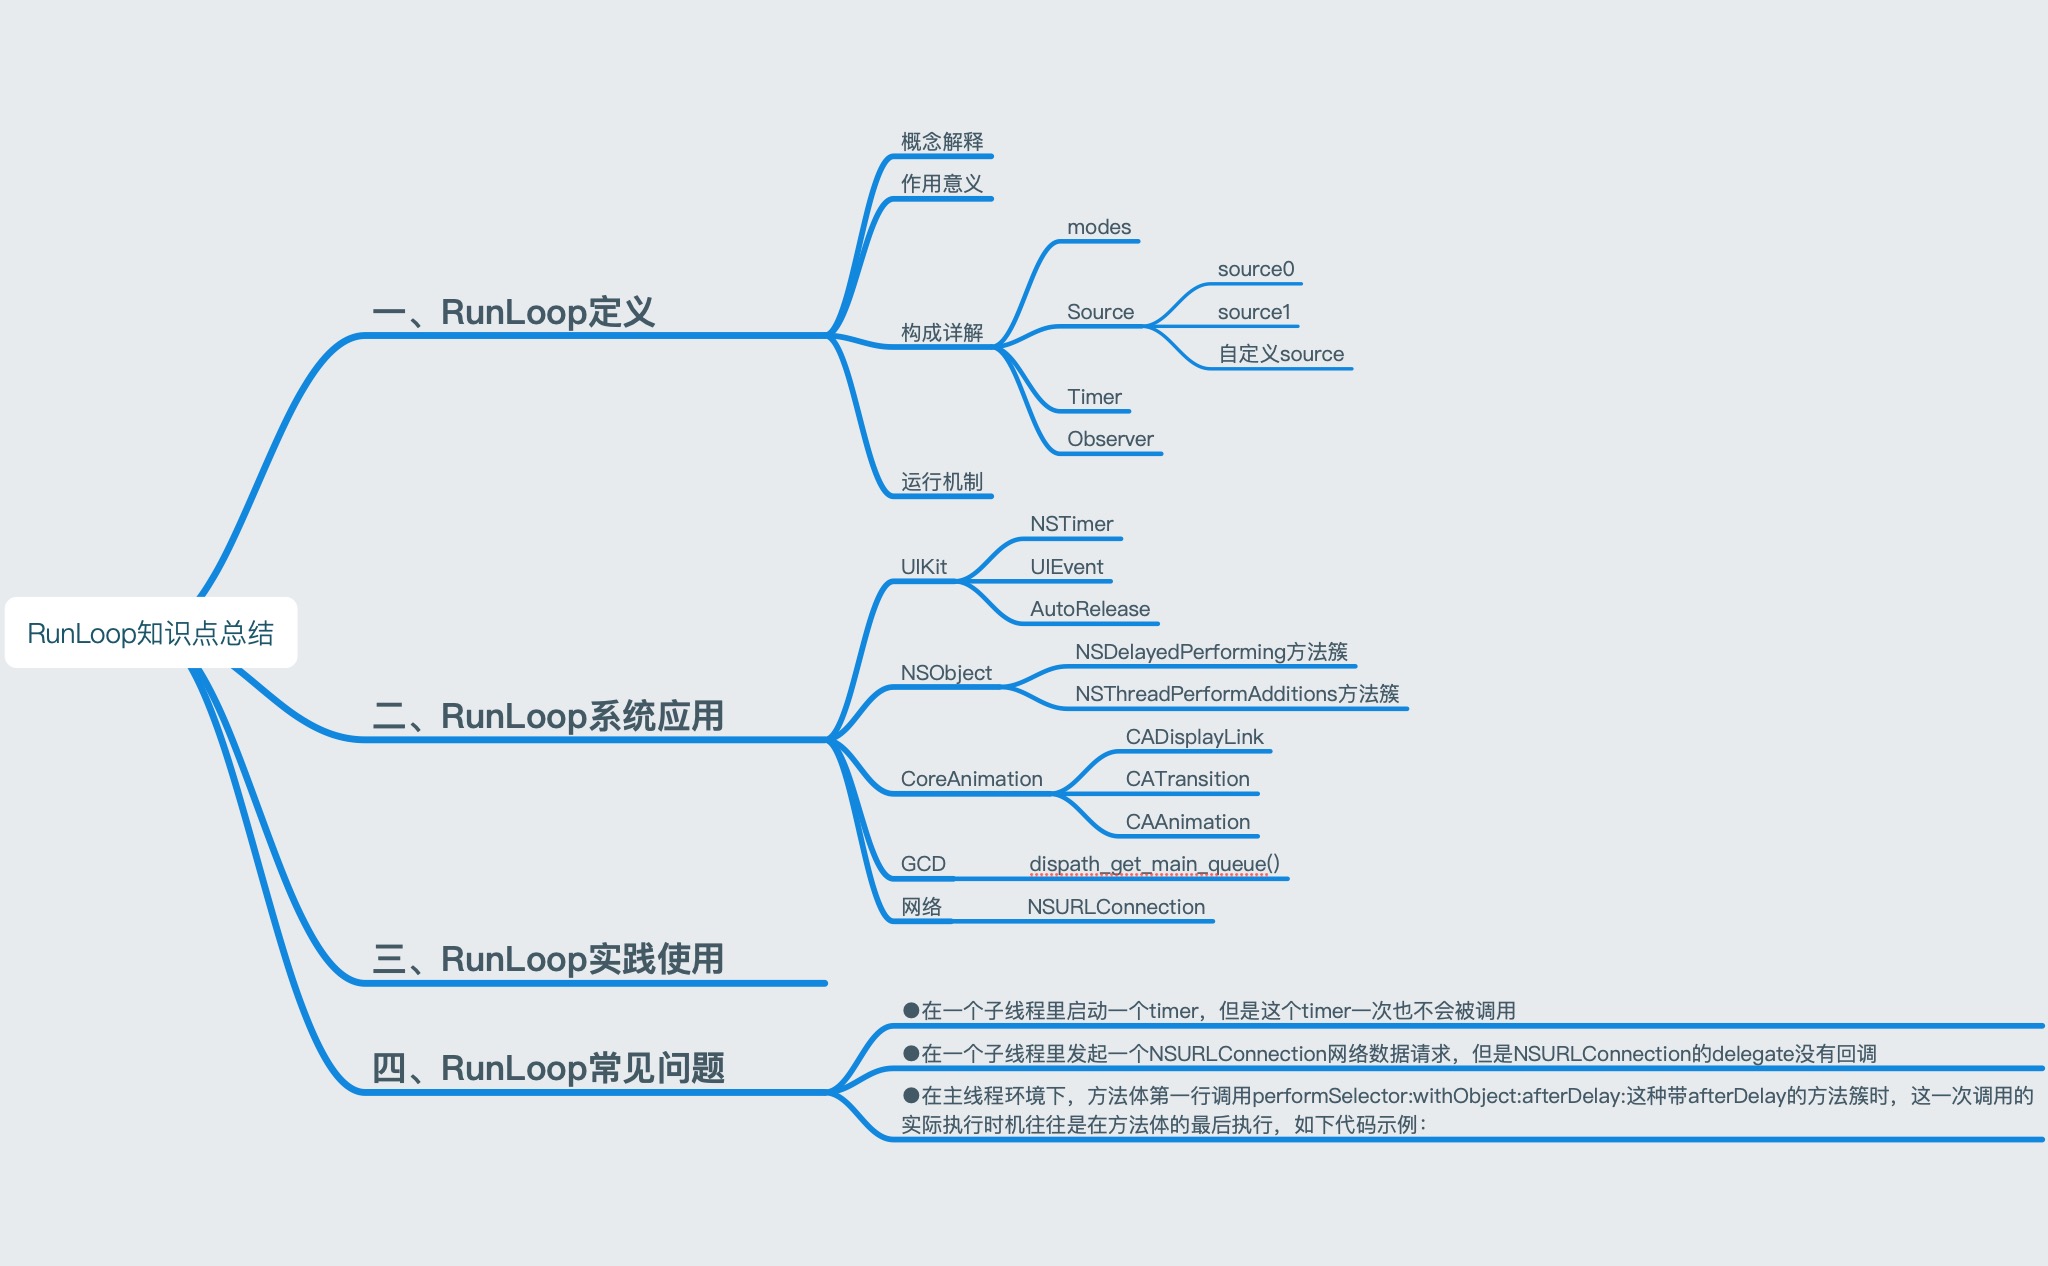 RunLoop知识点总结
一、RunLoop定义
概念解释
作用意义
构成详解
modes
Source
source0
source1
自定义source
Timer
Observer
运行机制
二、RunLoop系统应用
UIKit
NSTimer
UIEvent
AutoRelease
NSObject
NSDelayedPerforming方法簇
NSThreadPerformAdditions方法簇
CoreAnimation
CADisplayLink
CATransition
CAAnimation
GCD
dispath_get_main_queue()
网络
NSURLConnection
三、RunLoop实践使用
四、RunLoop常见问题
●在一个子线程里启动一个timer，但是这个timer一次也不会被调用
●在一个子线程里发起一个NSURLConnection网络数据请求，但是NSURLConnection的delegate没有回调
●在主线程环境下，方法体第一行调用performSelector:withObject:afterDelay:这种带afterDelay的方法簇时，这一次调用的
实际执行时机往往是在方法体的最后执行，如下代码示例：